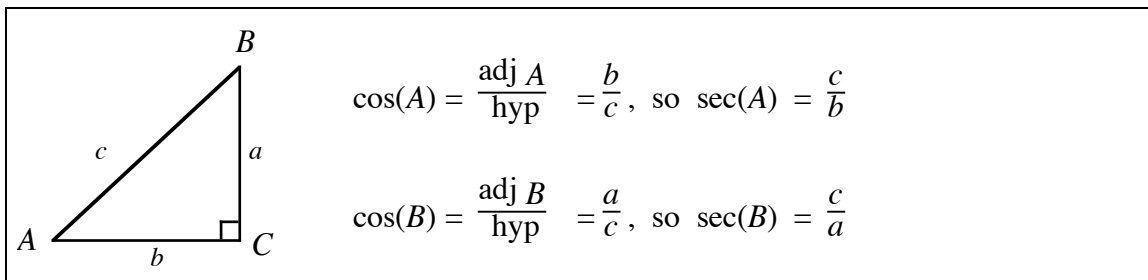 B
cos(A) = adj A / hyp = b/c , so sec(A) = c/b
c
a
cos(B) = adj B / hyp = a/c , so sec(B) = c/a
A
C
b